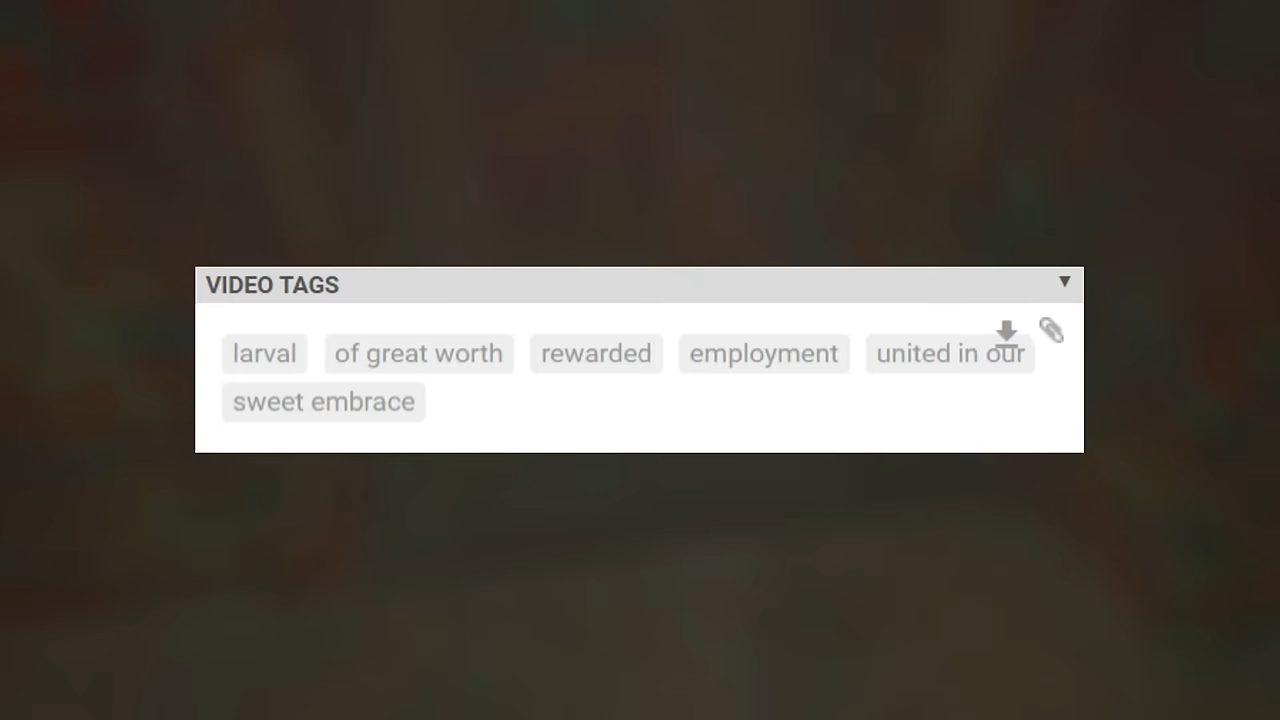 VIDEO TAGS ▼
larval of great worth rewarded employment united in our
sweet embrace